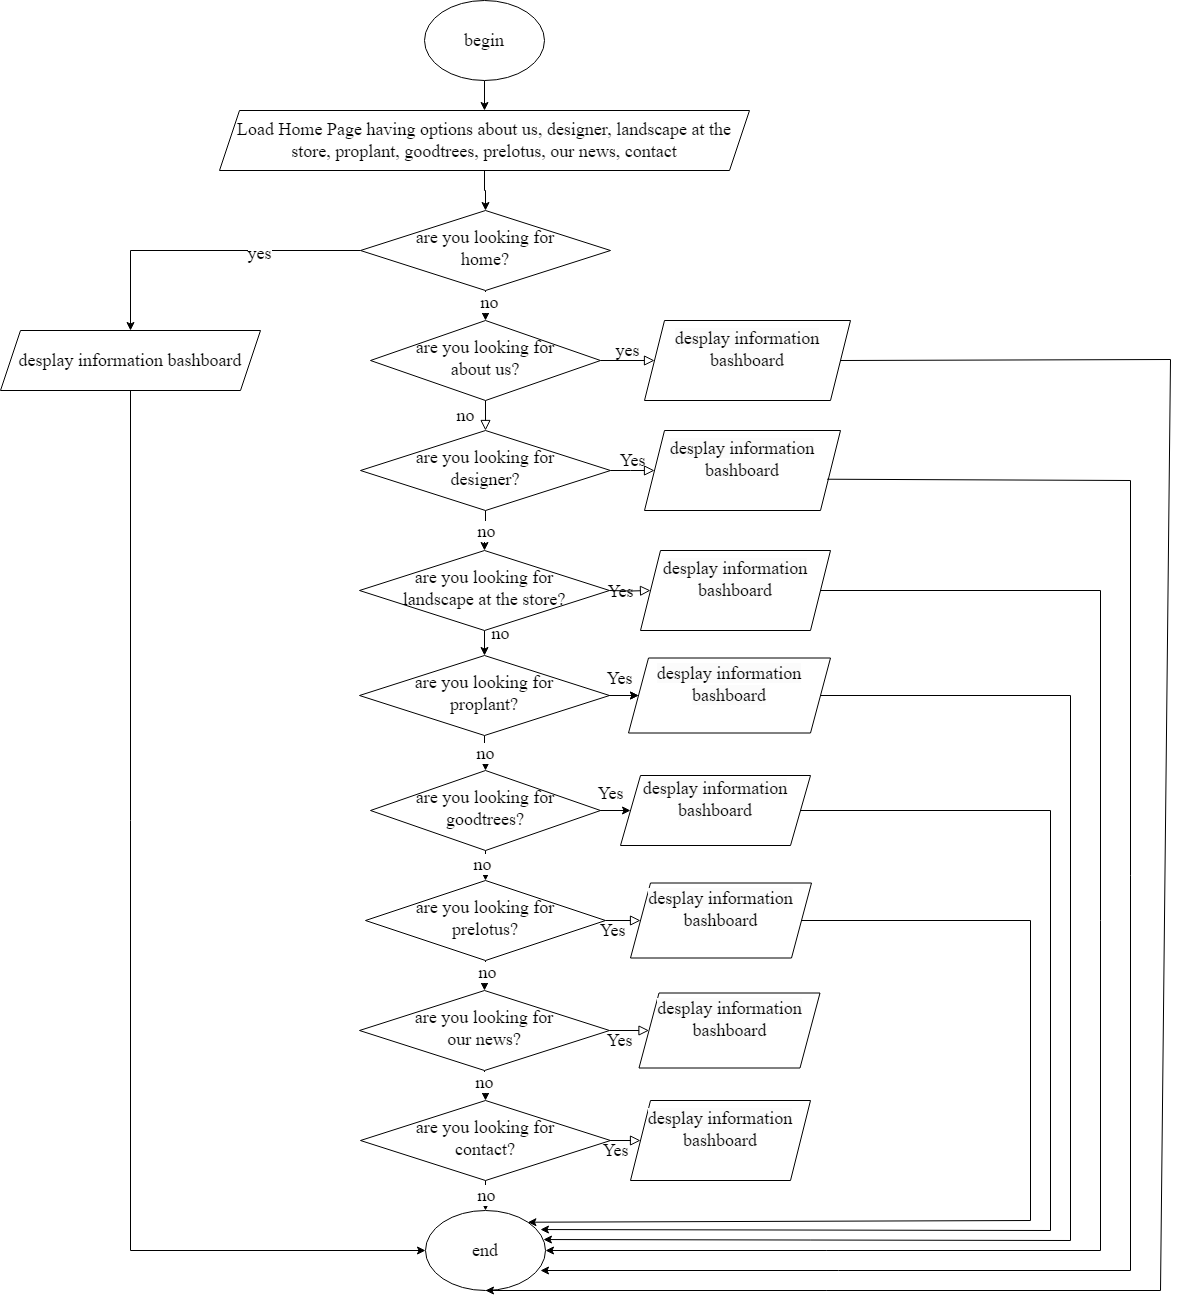 begin
Load Home Page having options about us, designer, landscape at the
store, proplant, goodtrees, prelotus, our news, contact
are you looking for
home?
yes
no
desplay information bashboard
are you looking for
about us?
yes
desplay information
bashboard
no
are you looking for
designer?
Yes
desplay information
bashboard
no
are you looking for
landscape at the store?
Yes
desplay information
bashboard
no
are you looking for
proplant?
Yes
desplay information
bashboard
no
are you looking for
goodtrees?
Yes
desplay information
bashboard
no
are you looking for
prelotus?
Yes
desplay information
bashboard
no
are you looking for
our news?
Yes
desplay information
bashboard
no
are you looking for
contact?
Yes
desplay information
bashboard
no
end